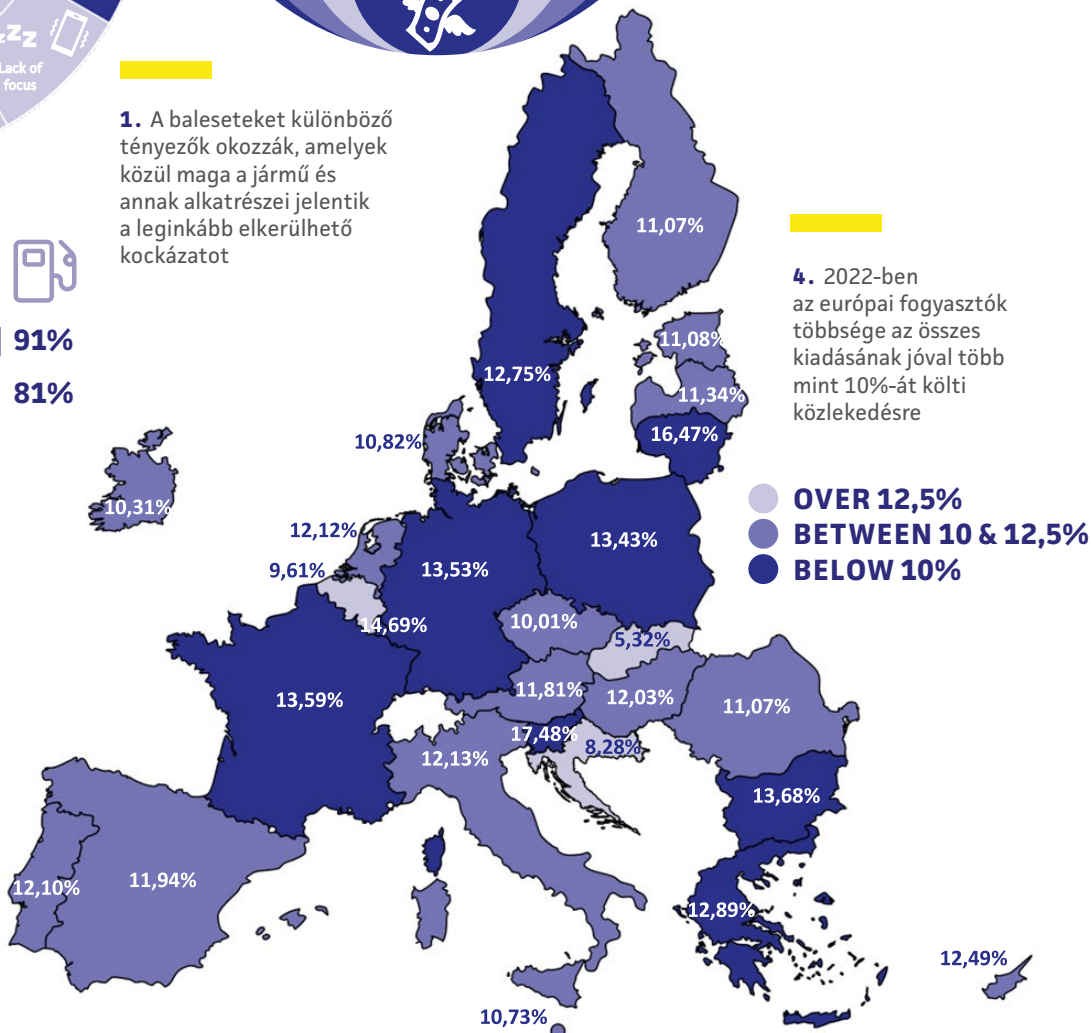 zZZ
Lack of
focus
1. A baleseteket különböző
tényezők okozzák, amelyek
közül maga a jármű és
annak alkatrészei jelentik
a leginkább elkerülhető
kockázatot
91%
81%
4. 2022-ben
az európai fogyasztók
többsége az összes
kiadásának jóval több
mint 10%-át költi
közlekedésre
OVER 12,5%
BETWEEN 10 & 12,5%
BELOW 10%
11,07%
11,08%
12,75%
11,34%
16,47%
10,82%
10,31%
12,12%
13,43%
9,61%
13,53%
10,01%
14,69%
5,32%
11,81%
12,03%
13,59%
11,07%
17,48%
8,28%
12,13%
13,68%
12,10%
11,94%
12,89%
12,49%
10,73%